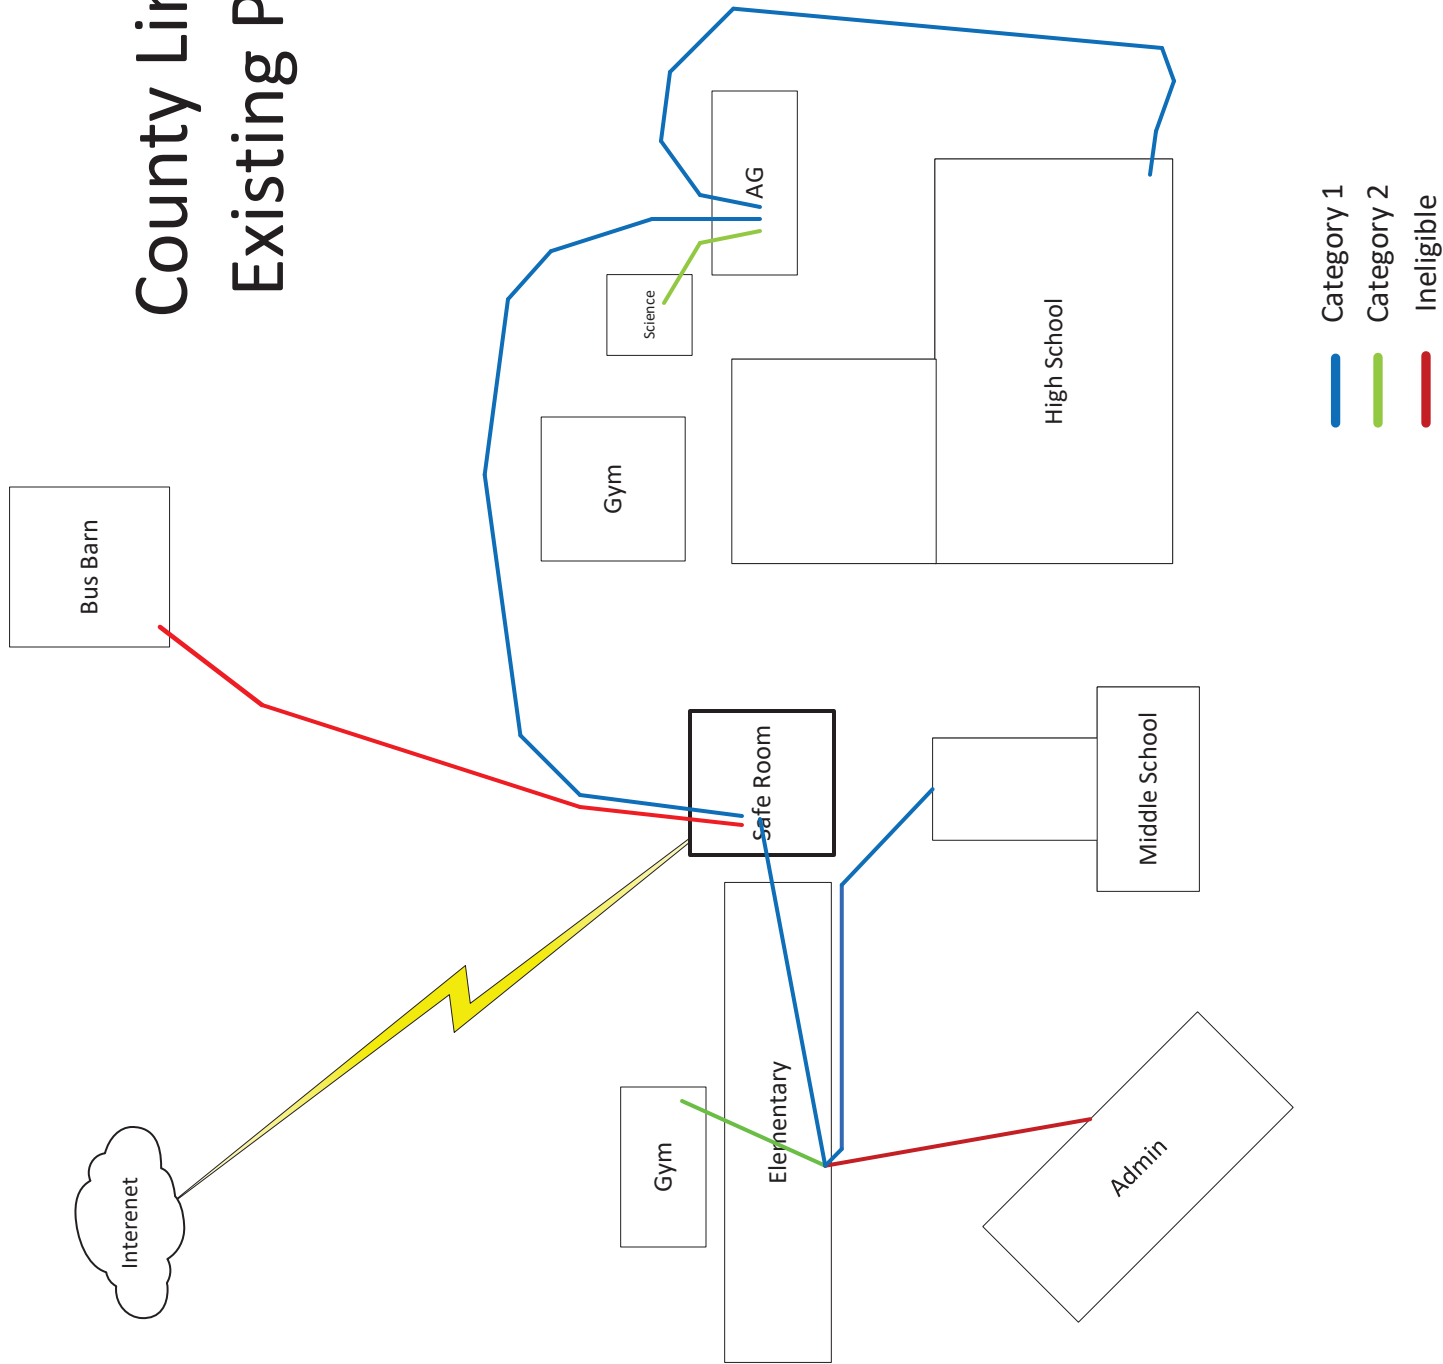 County Lin
Existing P
Interenet
Bus Barn
Gym
Science
AG
High School
Safe Room
Gym
Elementary
Middle School
Admin
Category 1
Category 2
Ineligible